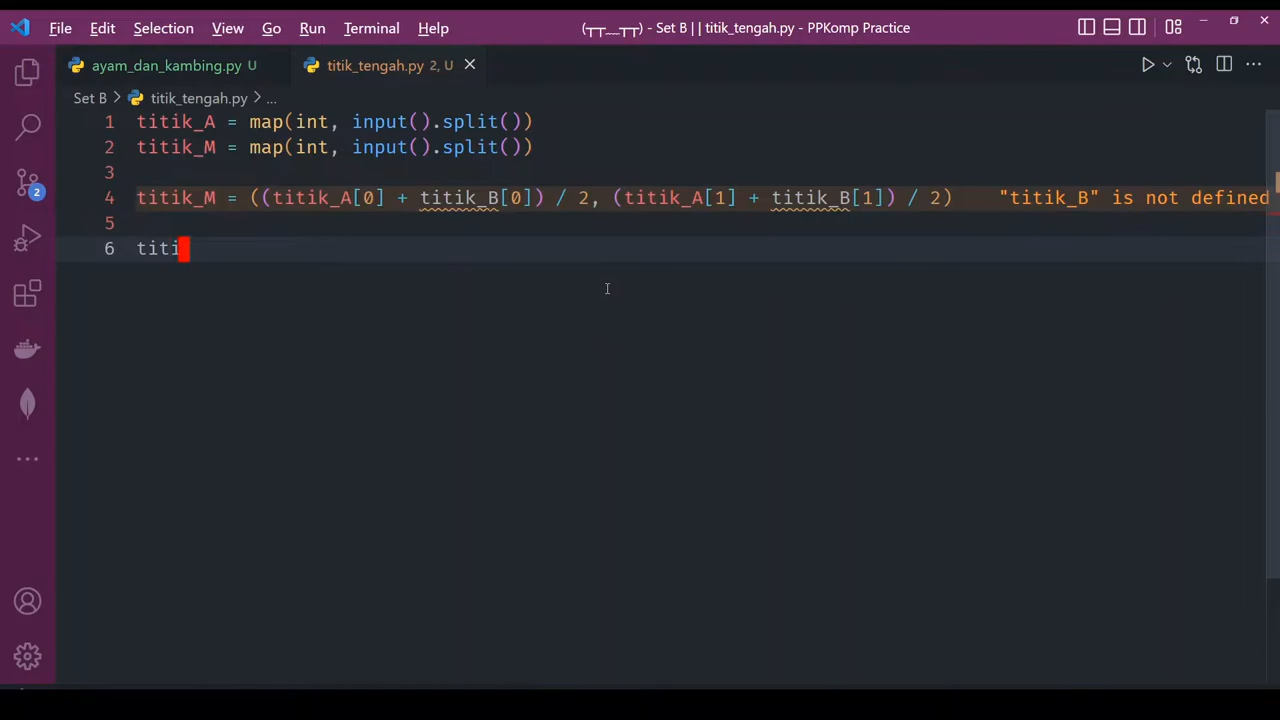 File Edit Selection View Go Run Terminal Help (┬┬﹏┬┬) - Set B | | titik_tengah.py - PPKomp Practice
ayam_dan_kambing.py U titik_tengah.py 2, U
Set B > titik_tengah.py > ...
1 titik_A = map(int, input().split())
2 titik_M = map(int, input().split())
3
4 titik_M = ((titik_A[0] + titik_B[0]) / 2, (titik_A[1] + titik_B[1]) / 2) "titik_B" is not defined
5
6 titi
2